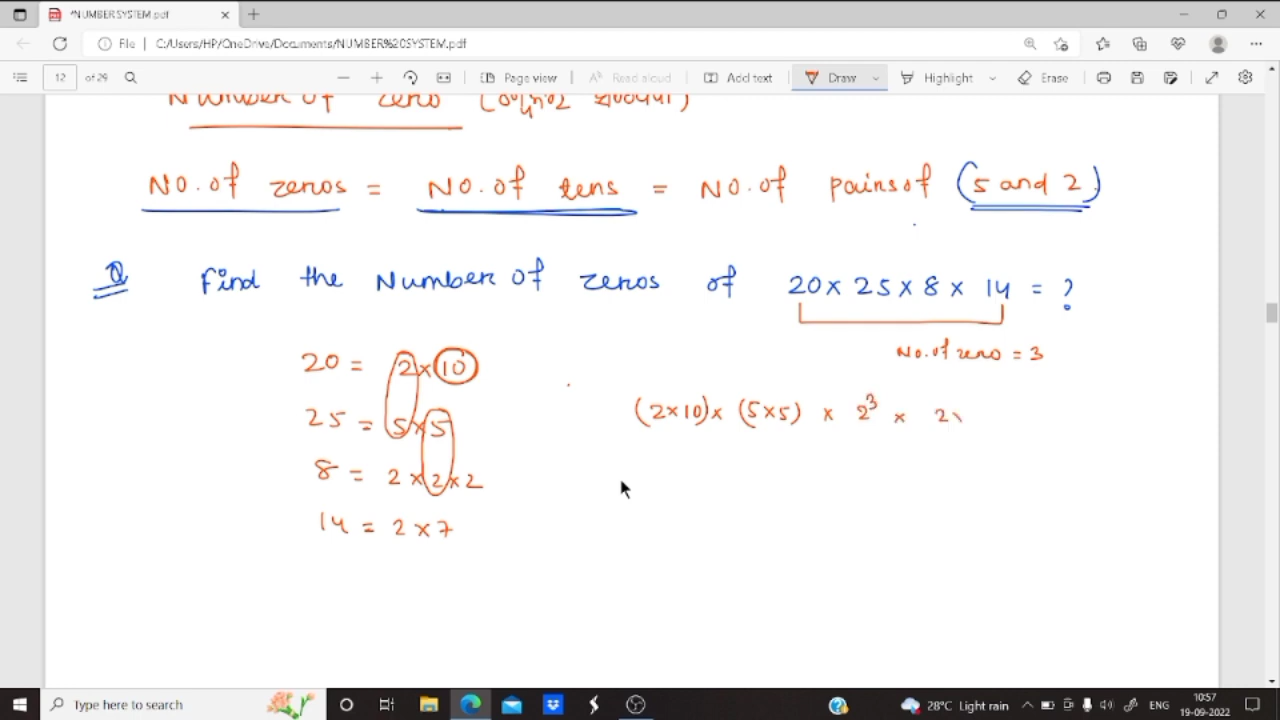 *NUMBER SYSTEM.pdf
File C:/Users/HP/OneDrive/Documents/NUMBER%20SYSTEM.pdf
12 of 29 Page view Read aloud Add text Draw Highlight Erase
Number of zero
No. of zeros = No. of tens = No. of pairs of (5 and 2)
Q Find the Number of zeros of 20 × 25 × 8 × 14 = ?
No. of zero = 3
20 = 2 × 10
(2×10) × (5×5) × 2³ × 2
25 = 5 × 5
8 = 2 × 2 × 2
14 = 2 × 7
Type here to search
28°C Light rain ENG 10:57
19-09-2022